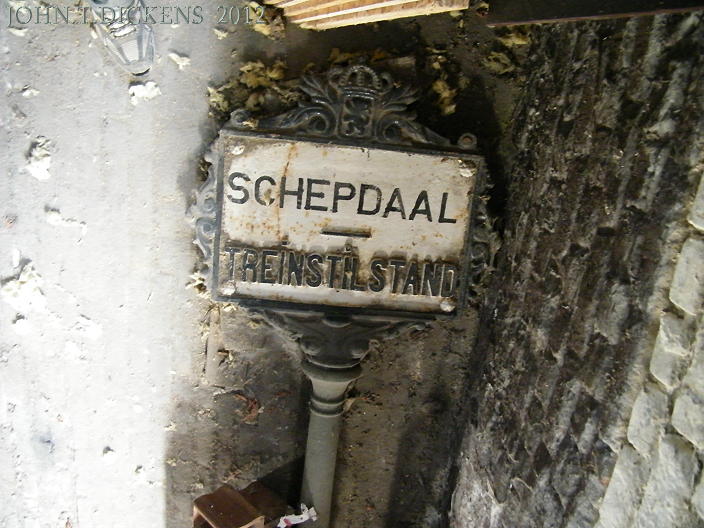 JOHN.T.DICKENS 2012
SCHEPDAAL
—
TREINSTILSTAND